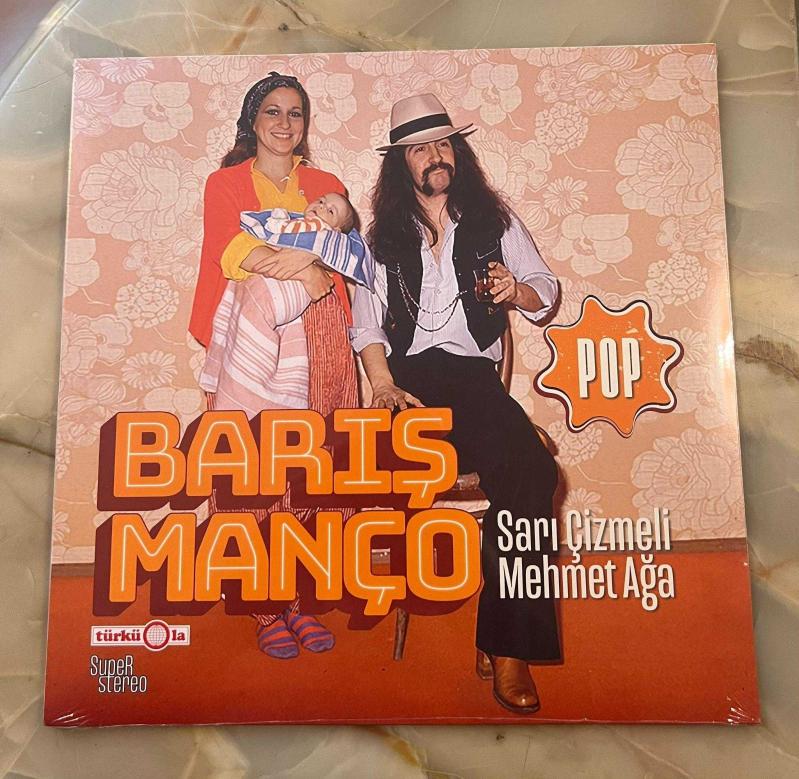 POP
BARIŞ
MANÇO
Sarı Çizmeli
Mehmet Ağa
türkü ola
SupeR
stereo